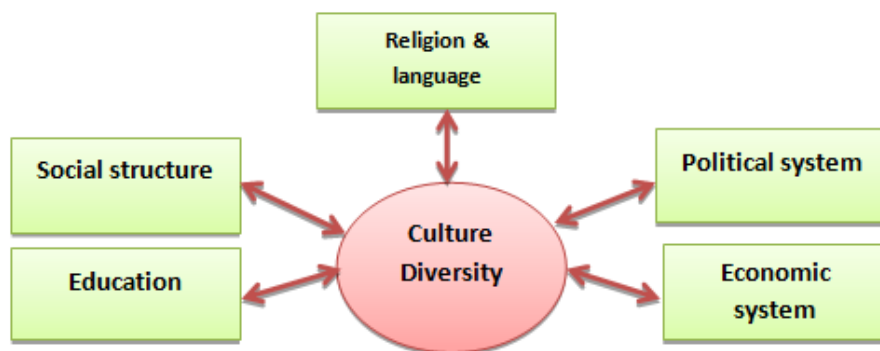 Religion &
language
Social structure
Political system
Culture
Diversity
Education
Economic
system